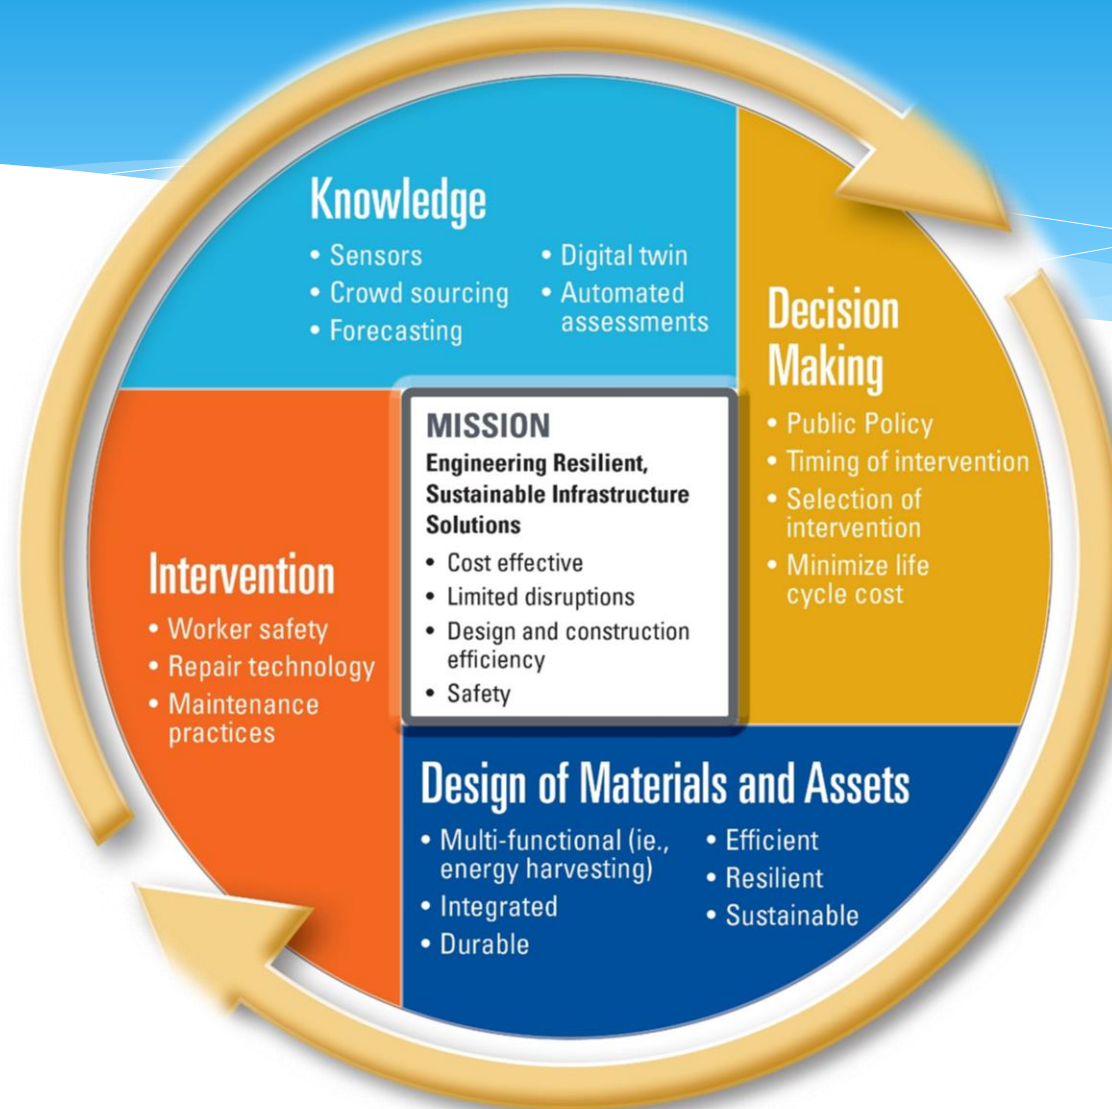 Knowledge
• Sensors
• Crowd sourcing
• Forecasting
• Digital twin
• Automated
assessments
Decision
Making
• Public Policy
• Timing of intervention
• Selection of
intervention
• Minimize life
cycle cost
MISSION
Engineering Resilient,
Sustainable Infrastructure
Solutions
• Cost effective
• Limited disruptions
• Design and construction
efficiency
• Safety
Intervention
• Worker safety
• Repair technology
• Maintenance
practices
Design of Materials and Assets
• Multi-functional (ie.,
energy harvesting)
• Integrated
• Durable
• Efficient
• Resilient
• Sustainable